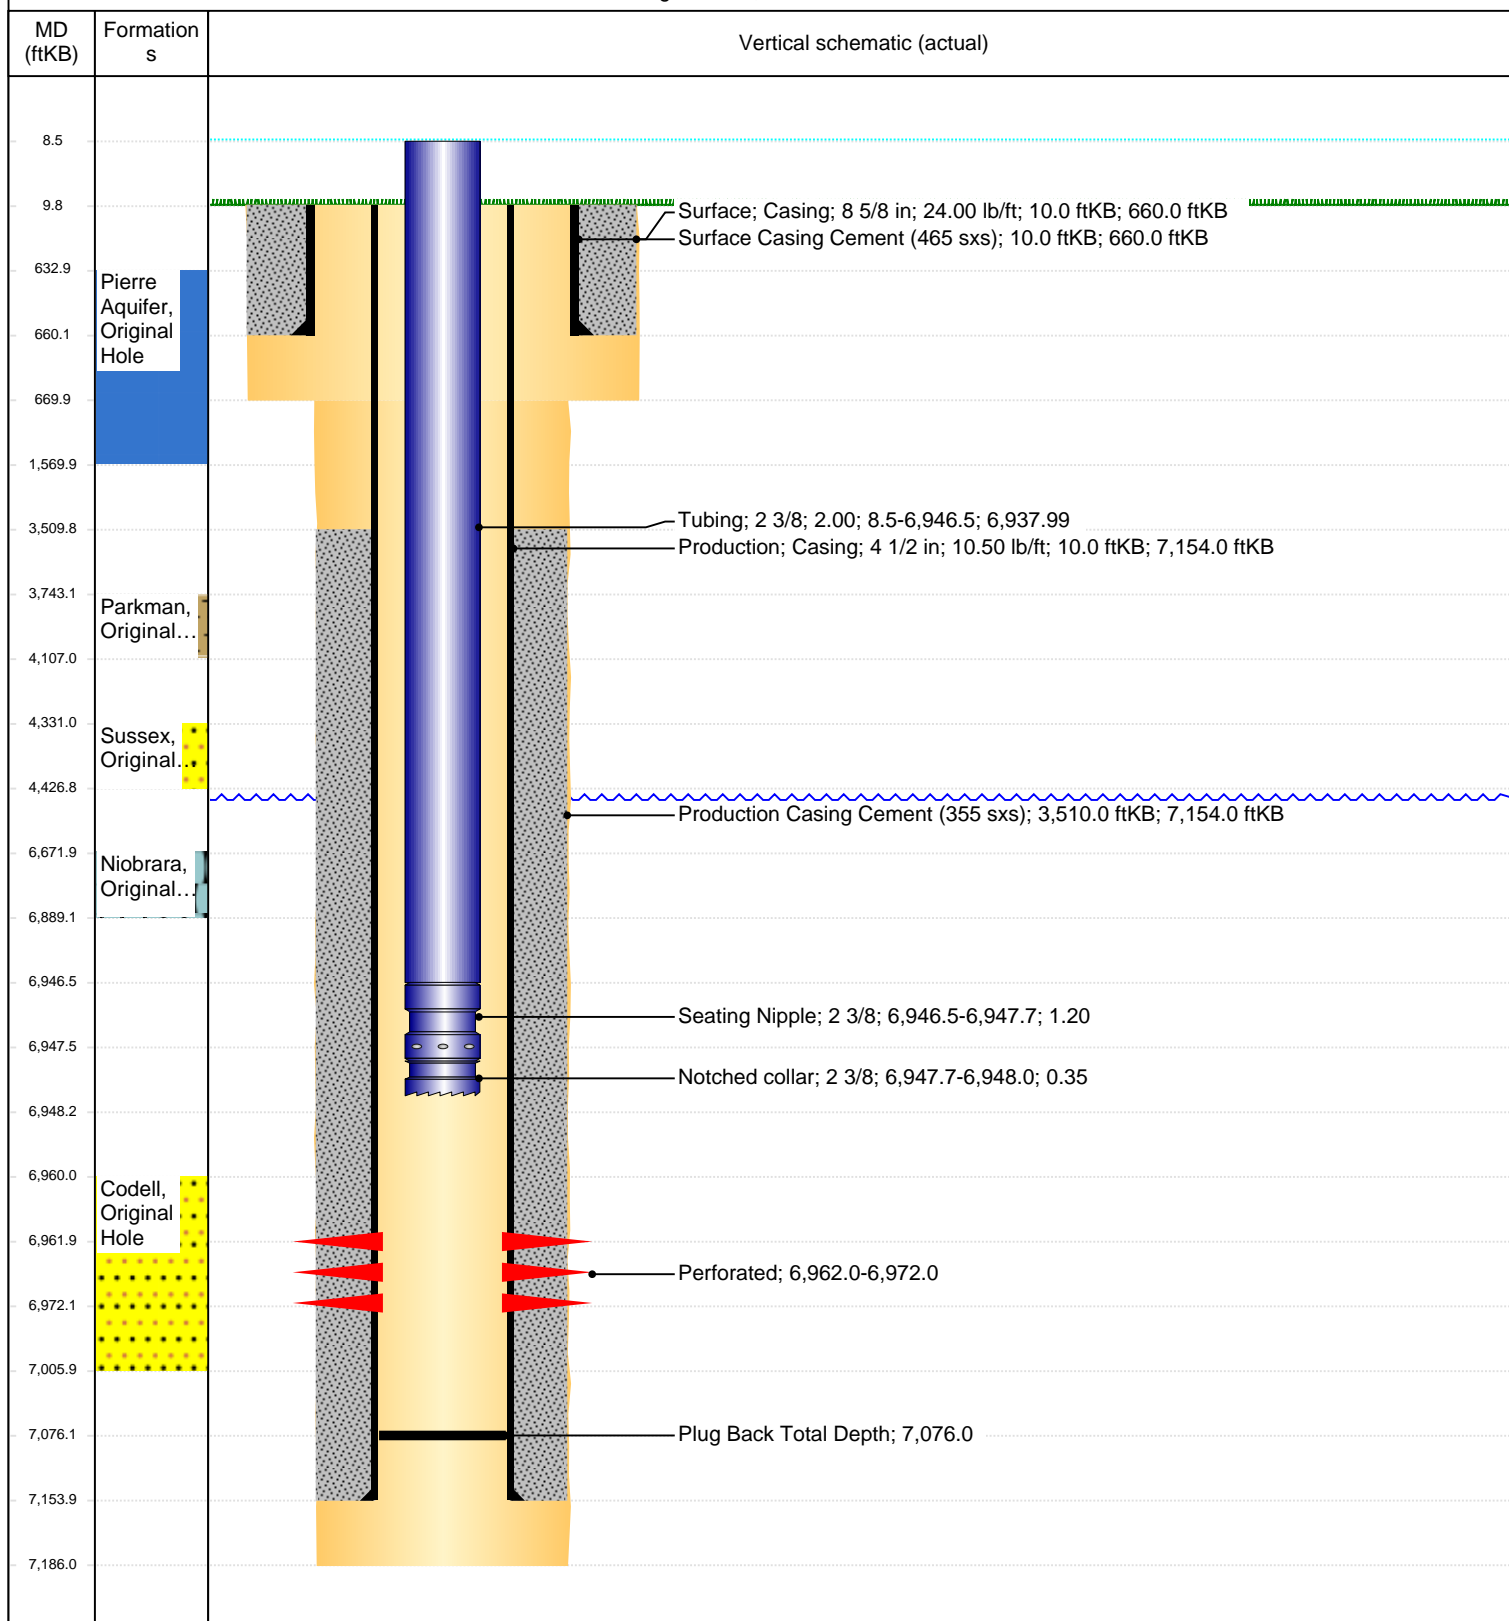 MD
(ftKB)
Formation
s
Vertical schematic (actual)
8.5
9.8
Surface; Casing; 8 5/8 in; 24.00 lb/ft; 10.0 ftKB; 660.0 ftKB
Surface Casing Cement (465 sxs); 10.0 ftKB; 660.0 ftKB
632.9
Pierre
Aquifer,
Original
Hole
660.1
669.9
1,569.9
3,509.8
Tubing; 2 3/8; 2.00; 8.5-6,946.5; 6,937.99
Production; Casing; 4 1/2 in; 10.50 lb/ft; 10.0 ftKB; 7,154.0 ftKB
3,743.1
Parkman,
Original…
4,107.0
4,331.0
Sussex,
Original…
4,426.8
Production Casing Cement (355 sxs); 3,510.0 ftKB; 7,154.0 ftKB
6,671.9
Niobrara,
Original…
6,889.1
6,946.5
Seating Nipple; 2 3/8; 6,946.5-6,947.7; 1.20
6,947.5
Notched collar; 2 3/8; 6,947.7-6,948.0; 0.35
6,948.2
6,960.0
Codell,
Original
Hole
6,961.9
Perforated; 6,962.0-6,972.0
6,972.1
7,005.9
7,076.1
Plug Back Total Depth; 7,076.0
7,153.9
7,186.0